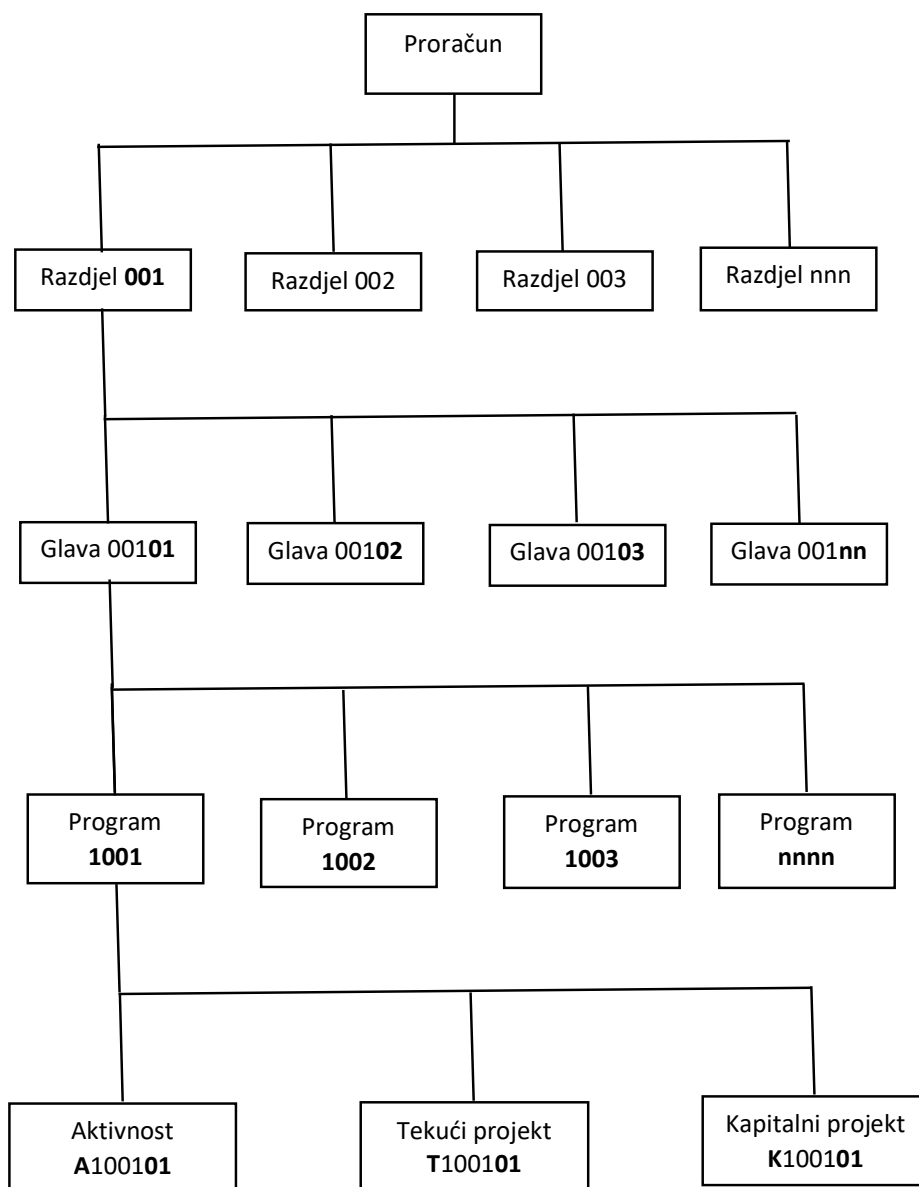 Proračun
Razdjel 001
Razdjel 002
Razdjel 003
Razdjel nnn
Glava 00101
Glava 00102
Glava 00103
Glava 001nn
Program
1001
Program
1002
Program
1003
Program
nnnn
Aktivnost
A100101
Tekući projekt
T100101
Kapitalni projekt
K100101